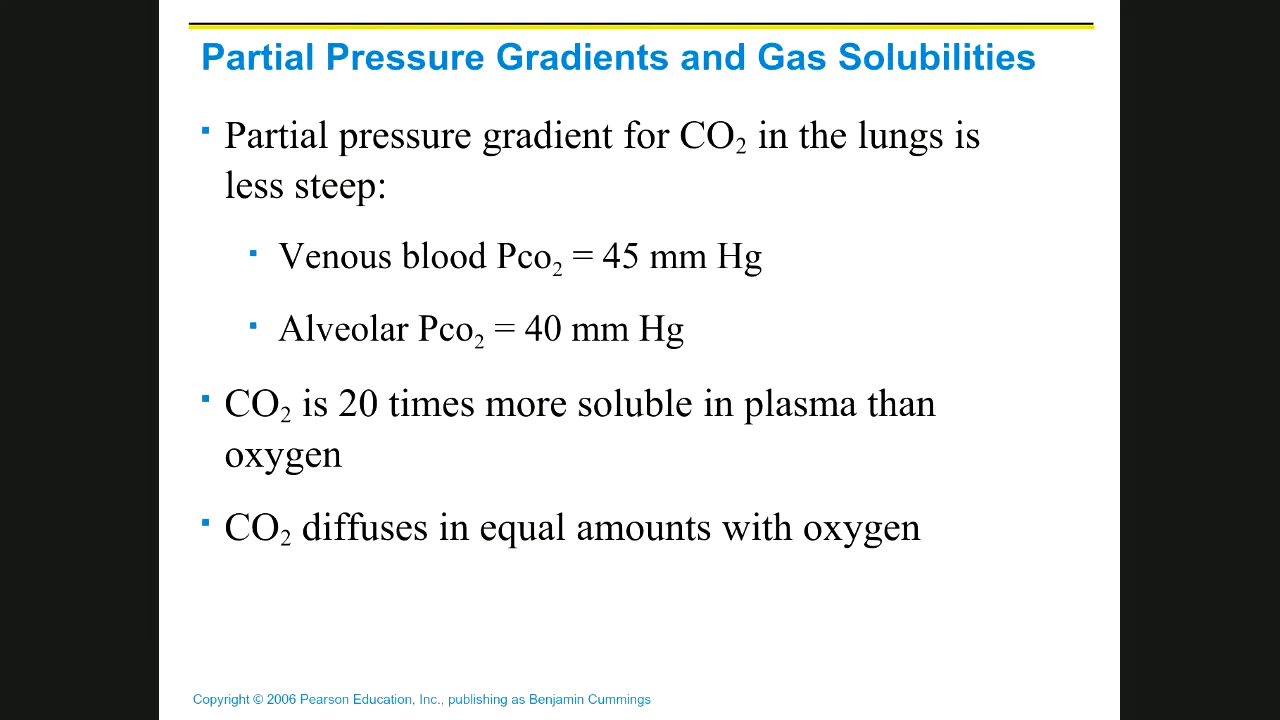 Partial Pressure Gradients and Gas Solubilities
▪ Partial pressure gradient for CO₂ in the lungs is
less steep:
▪ Venous blood Pco₂ = 45 mm Hg
▪ Alveolar Pco₂ = 40 mm Hg
▪ CO₂ is 20 times more soluble in plasma than
oxygen
▪ CO₂ diffuses in equal amounts with oxygen
Copyright © 2006 Pearson Education, Inc., publishing as Benjamin Cummings